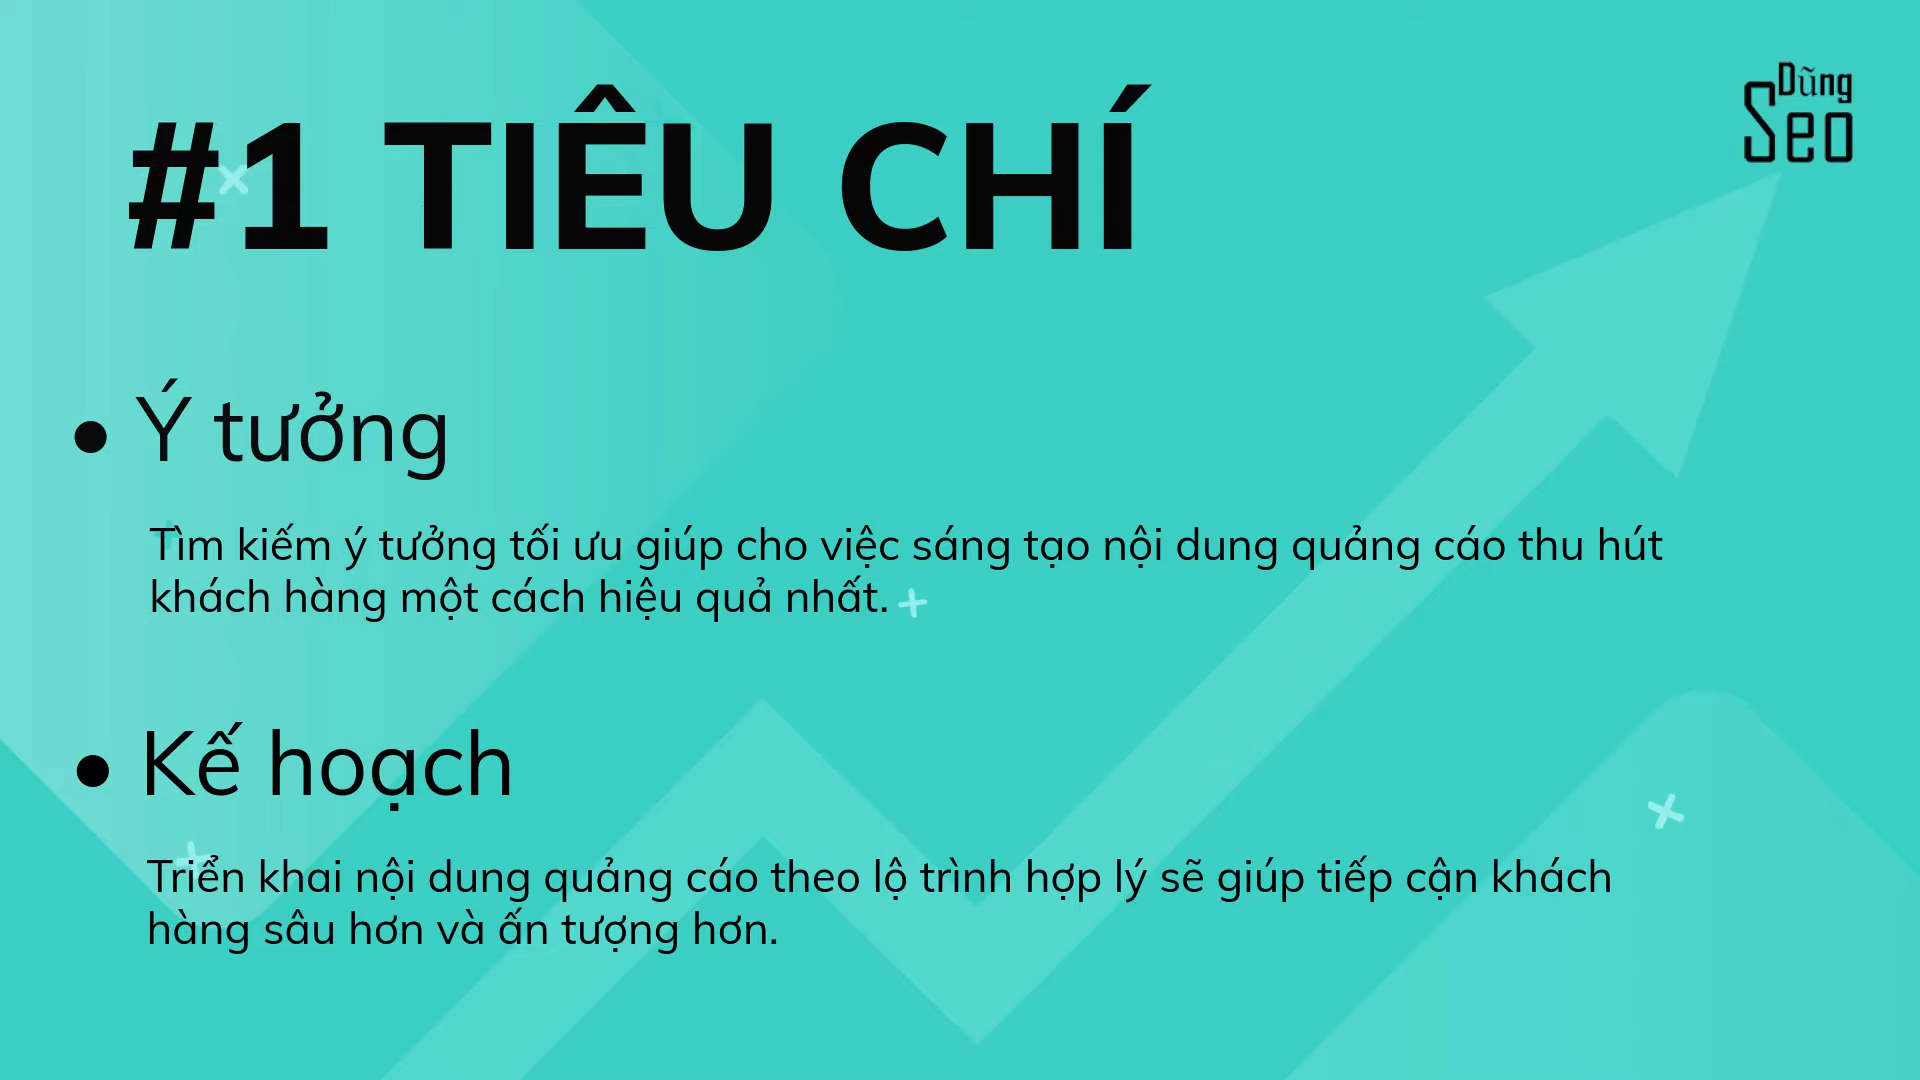 #1 TIÊU CHÍ
Dũng
Seo
• Ý tưởng
Tìm kiếm ý tưởng tối ưu giúp cho việc sáng tạo nội dung quảng cáo thu hút
khách hàng một cách hiệu quả nhất.
• Kế hoạch
Triển khai nội dung quảng cáo theo lộ trình hợp lý sẽ giúp tiếp cận khách
hàng sâu hơn và ấn tượng hơn.